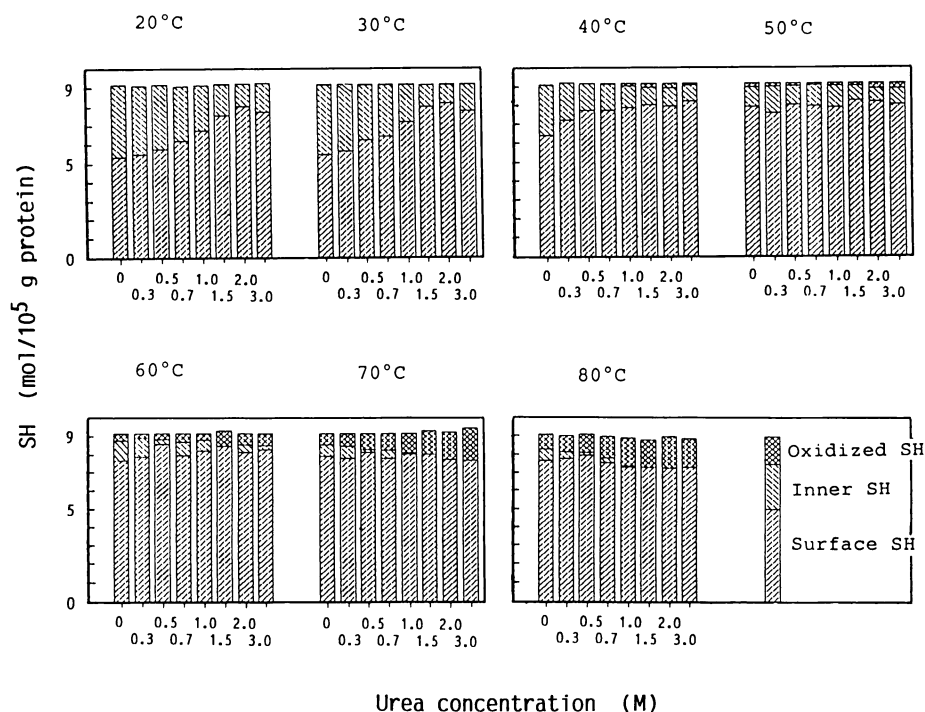 20°C 30°C 40°C 50°C
9 5 0
0 0.5 1.0 2.0 0 0.5 1.0 2.0 0 0.5 1.0 2.0 0 0.5 1.0 2.0
0.3 0.7 1.5 3.0 0.3 0.7 1.5 3.0 0.3 0.7 1.5 3.0 0.3 0.7 1.5 3.0
SH (mol/10⁵ g protein)
60°C 70°C 80°C
9 5 0
Oxidized SH
Inner SH
Surface SH
0 0.5 1.0 2.0 0 0.5 1.0 2.0 0 0.5 1.0 2.0
0.3 0.7 1.5 3.0 0.3 0.7 1.5 3.0 0.3 0.7 1.5 3.0
Urea concentration (M)